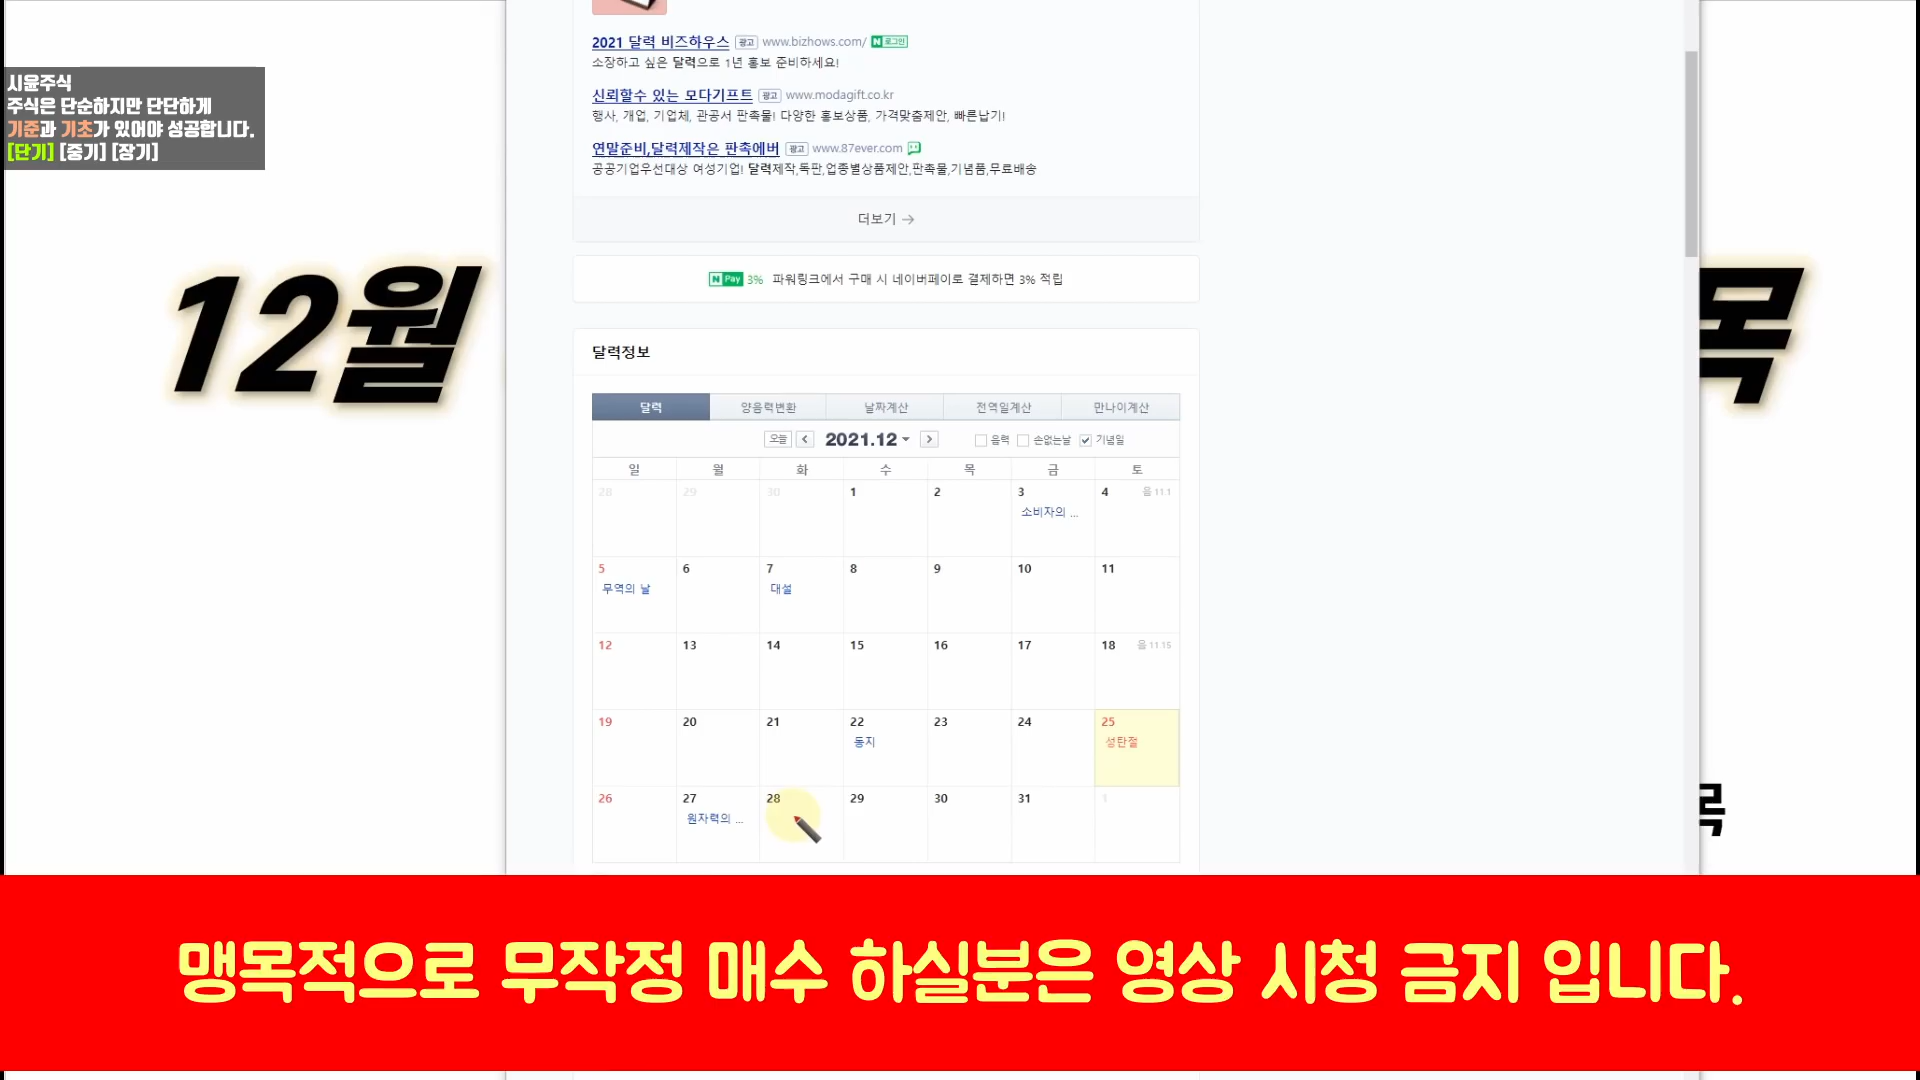 시윤주식
주식은 단순하지만 단단하게
기준과 기초가 있어야 성공합니다.
[단기] [중기] [장기]
12월
목
목
2021 달력 비즈하우스 광고 www.bizhows.com/ N 로그인
소장하고 싶은 달력으로 1년 홍보 준비하세요!
신뢰할수 있는 모다기프트 광고 www.modagift.co.kr
행사, 개업, 기업체, 관공서 판촉물! 다양한 홍보상품, 가격맞춤제안, 빠른납기!
연말준비,달력제작은 판촉에버 광고 www.87ever.com
공공기업우선대상 여성기업! 달력제작,독판,업종별상품제안,판촉물,기념품,무료배송
더보기 →
N Pay 3% 파워링크에서 구매 시 네이버페이로 결제하면 3% 적립
달력정보
달력 양음력변환 날짜계산 전역일계산 만나이계산
오늘 < 2021.12 > 음력 손없는날 기념일
일 월 화 수 목 금 토
28 29 30 1 2 3 4 음 11.1
소비자의 ...
5 6 7 8 9 10 11
무역의 날 대설
12 13 14 15 16 17 18 음 11.15
19 20 21 22 23 24 25
동지 성탄절
26 27 28 29 30 31 1
원자력의 ...
맹목적으로 무작정 매수 하실분은 영상 시청 금지 입니다.